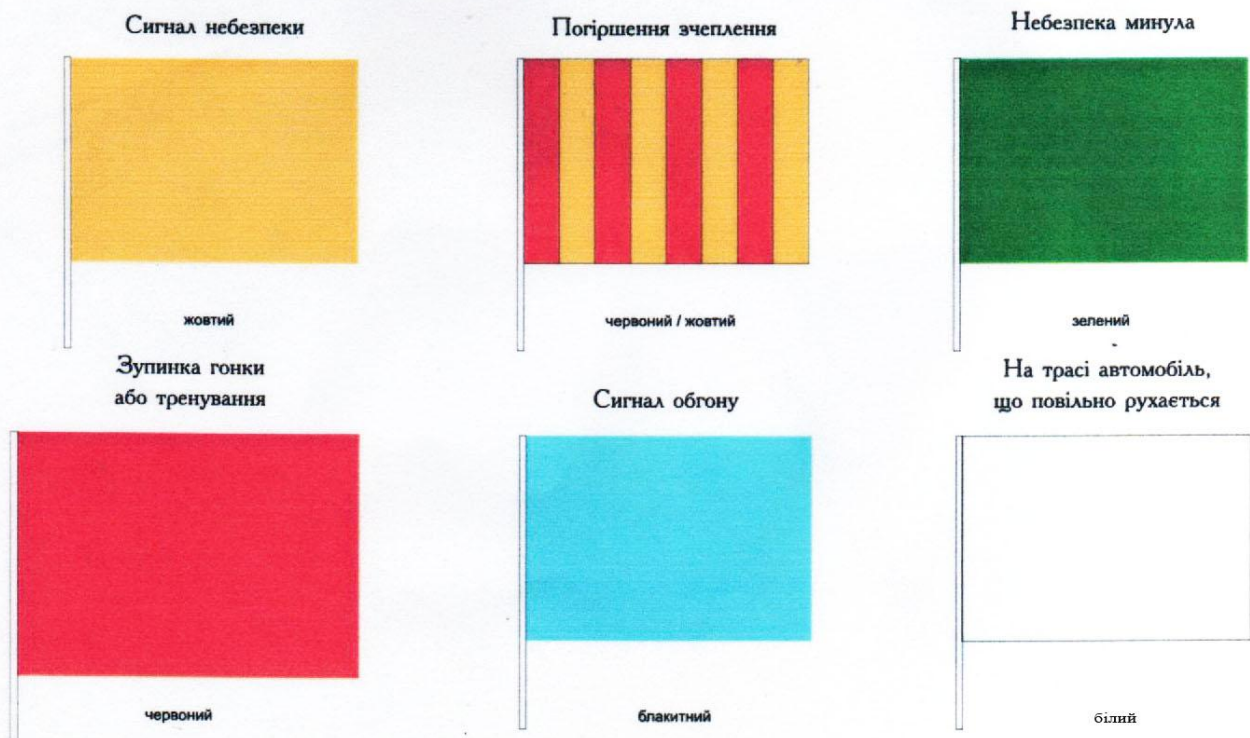 Сигнал небезпеки
Погіршення зчеплення
Небезпека минула
жовтий
червоний / жовтий
зелений
Зупинка гонки
або тренування
Сигнал обгону
На трасі автомобіль,
що повільно рухається
червоний
блакитний
білий